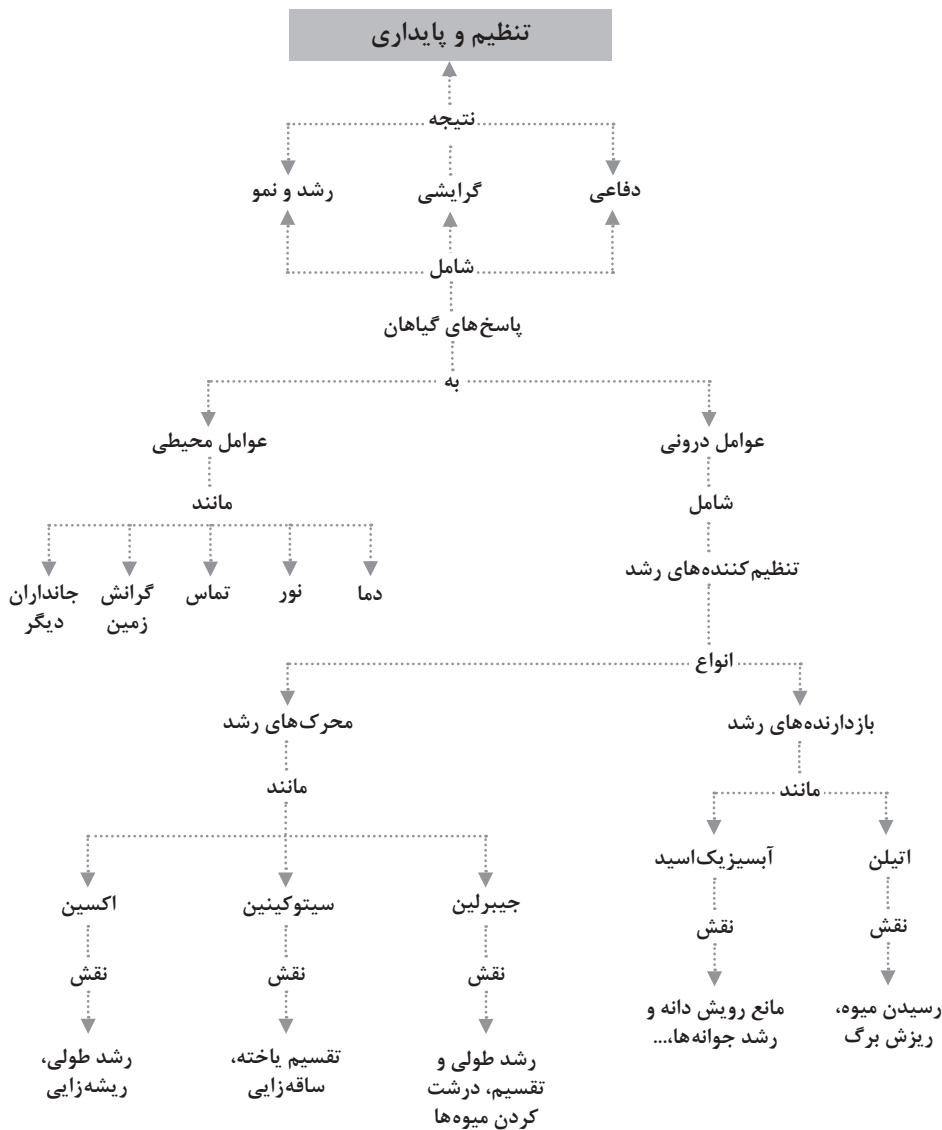 تنظیم و پایداری
نتیجه
دفاعی
گرایشی
رشد و نمو
شامل
پاسخ‌های گیاهان
به
عوامل درونی
عوامل محیطی
شامل
مانند
تنظیم‌کننده‌های رشد
دما
نور
تماس
گرانش
زمین
جانداران
دیگر
انواع
بازدارنده‌های رشد
محرک‌های رشد
مانند
مانند
اتیلن
آبسیزیک‌اسید
جیبرلین
سیتوکینین
اکسین
نقش
نقش
نقش
نقش
نقش
رسیدن میوه،
ریزش برگ
مانع رویش دانه و
رشد جوانه‌ها،...
رشد طولی و
تقسیم، درشت
کردن میوه‌ها
تقسیم یاخته،
ساقه‌زایی
رشد طولی،
ریشه‌زایی